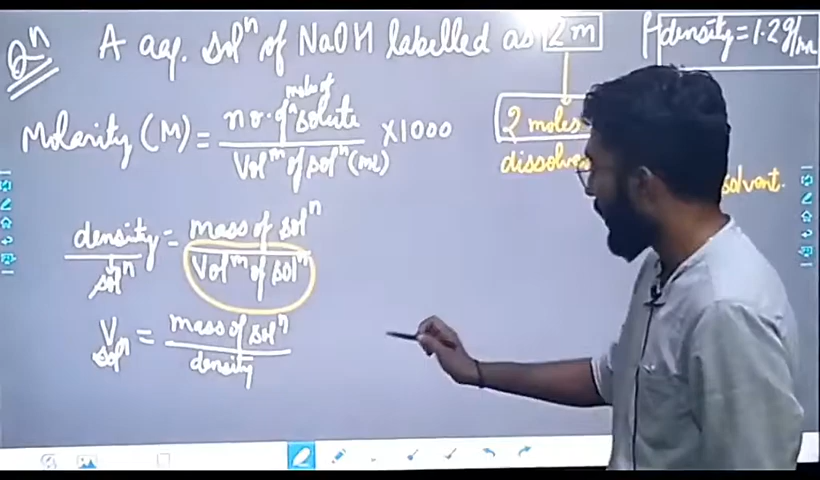 Qn A aq. soln of NaOH labelled as 2m density = 1.2g/mL
Molarity (M) = no. of moles of solute / Volm of soln (mL) X1000
2 moles
dissolve
solvent.
density soln = mass of soln / Volm of soln
V soln = mass of soln / density